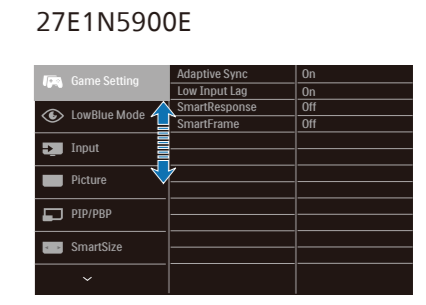 27E1N5900E
Game Setting
LowBlue Mode
Input
Picture
PIP/PBP
SmartSize
Adaptive Sync On
Low Input Lag On
SmartResponse Off
SmartFrame Off